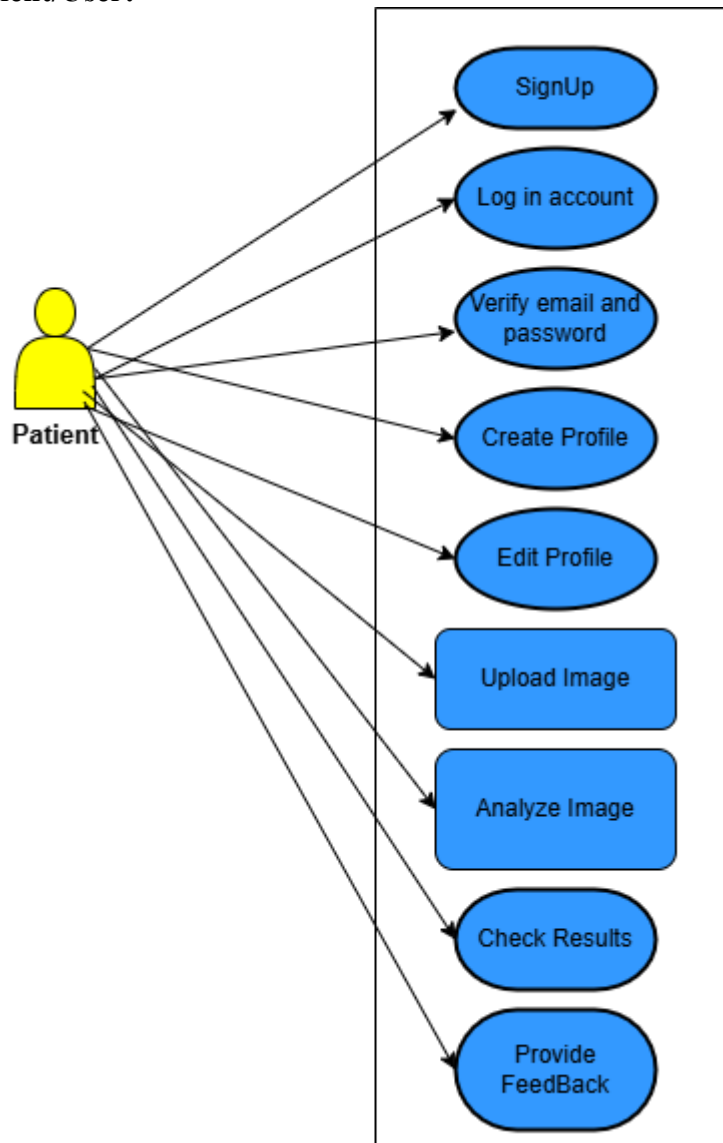 SignUp
Log in account
Verify email and
password
Patient
Create Profile
Edit Profile
Upload Image
Analyze Image
Check Results
Provide
FeedBack